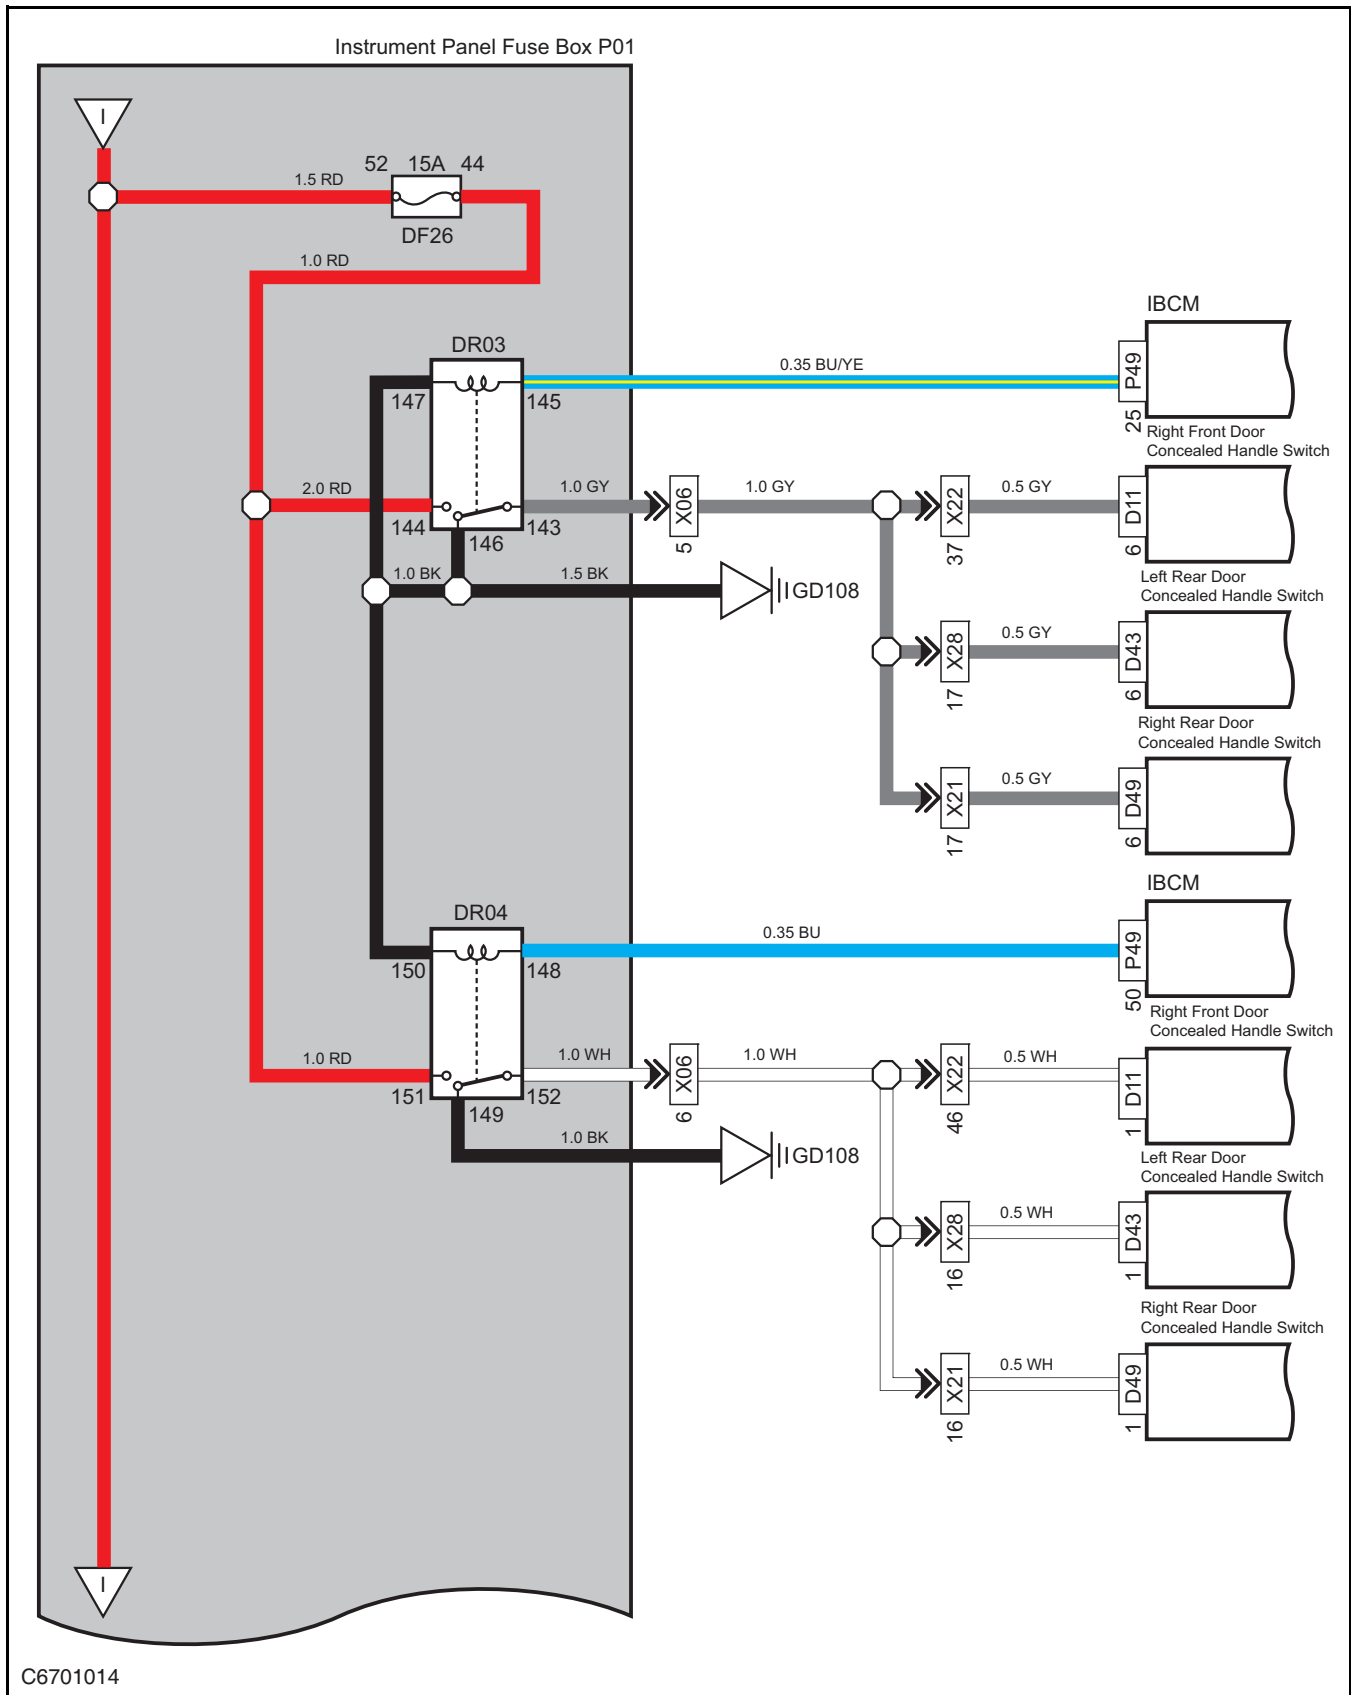 Instrument Panel Fuse Box P01
I
52 15A 44
1.5 RD
DF26
1.0 RD
IBCM
DR03
0.35 BU/YE
P49
147
145
25
Right Front Door
Concealed Handle Switch
2.0 RD
1.0 GY
X06
1.0 GY
X22
0.5 GY
D11
144
146
143
5
37
6
1.0 BK
1.5 BK
GD108
Left Rear Door
Concealed Handle Switch
X28
0.5 GY
D43
17
6
Right Rear Door
Concealed Handle Switch
X21
0.5 GY
D49
17
6
IBCM
DR04
0.35 BU
P49
150
148
50
Right Front Door
Concealed Handle Switch
1.0 RD
1.0 WH
X06
1.0 WH
X22
0.5 WH
D11
151
149
152
6
46
1
1.0 BK
GD108
Left Rear Door
Concealed Handle Switch
X28
0.5 WH
D43
16
1
Right Rear Door
Concealed Handle Switch
X21
0.5 WH
D49
16
1
I
C6701014